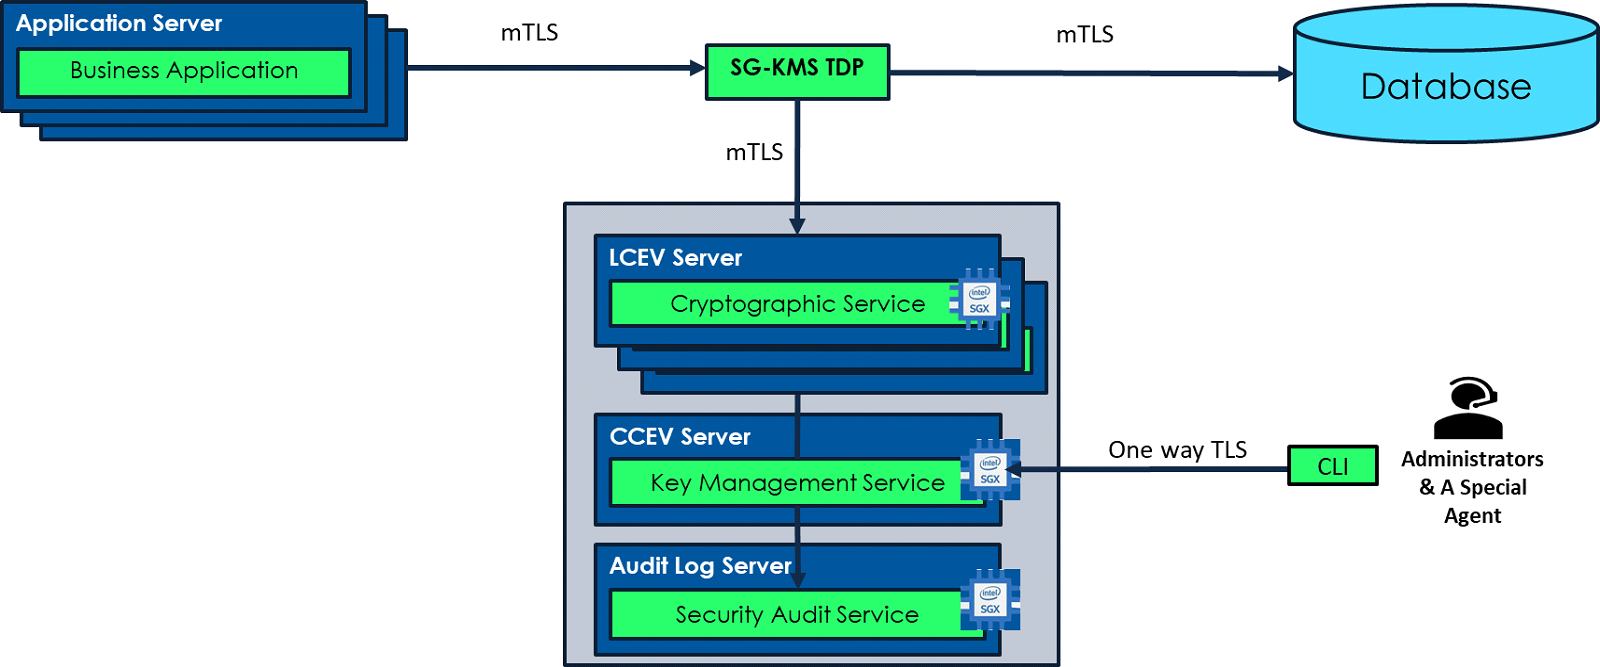 Application Server
Business Application
mTLS
SG-KMS TDP
mTLS
Database
mTLS
LCEV Server
Cryptographic Service
intel
SGX
CCEV Server
Key Management Service
intel
SGX
One way TLS
CLI
Administrators
& A Special
Agent
Audit Log Server
Security Audit Service
intel
SGX